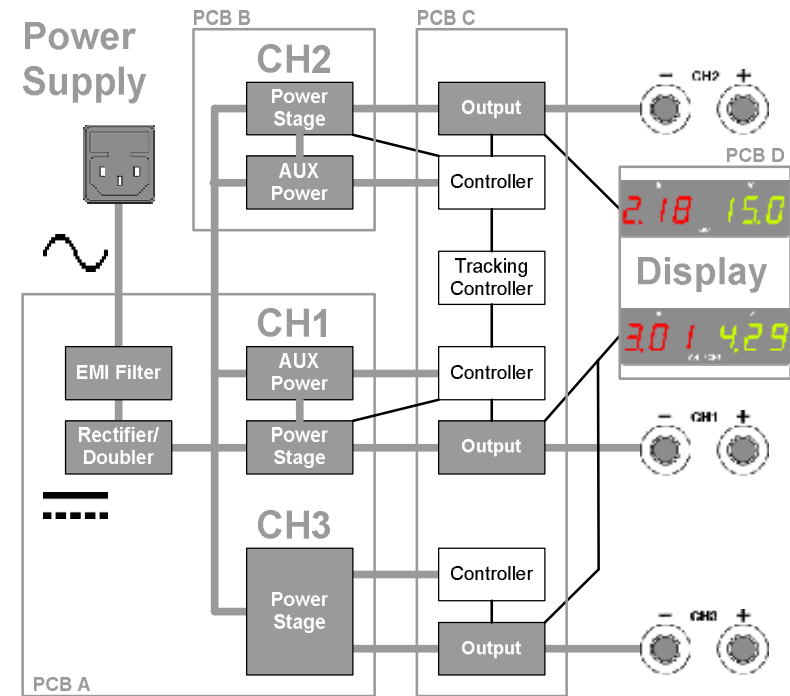 Power
Supply
PCB B
PCB C
CH2
Power
Stage
AUX
Power
Output
Controller
Tracking
Controller
- CH2 +
PCB D
2.18 15.0
Display
3.01 4.29
CH1
AUX
Power
Power
Stage
Controller
Output
- CH1 +
EMI Filter
Rectifier/
Doubler
CH3
Power
Stage
Controller
Output
- CH3 +
PCB A